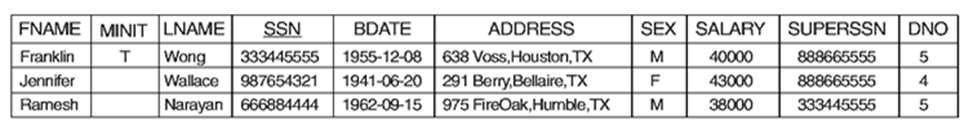 FNAME MINIT LNAME SSN BDATE ADDRESS SEX SALARY SUPERSSN DNO
Franklin T Wong 333445555 1955-12-08 638 Voss,Houston,TX M 40000 888665555 5
Jennifer Wallace 987654321 1941-06-20 291 Berry,Bellaire,TX F 43000 888665555 4
Ramesh Narayan 666884444 1962-09-15 975 FireOak,Humble,TX M 38000 333445555 5